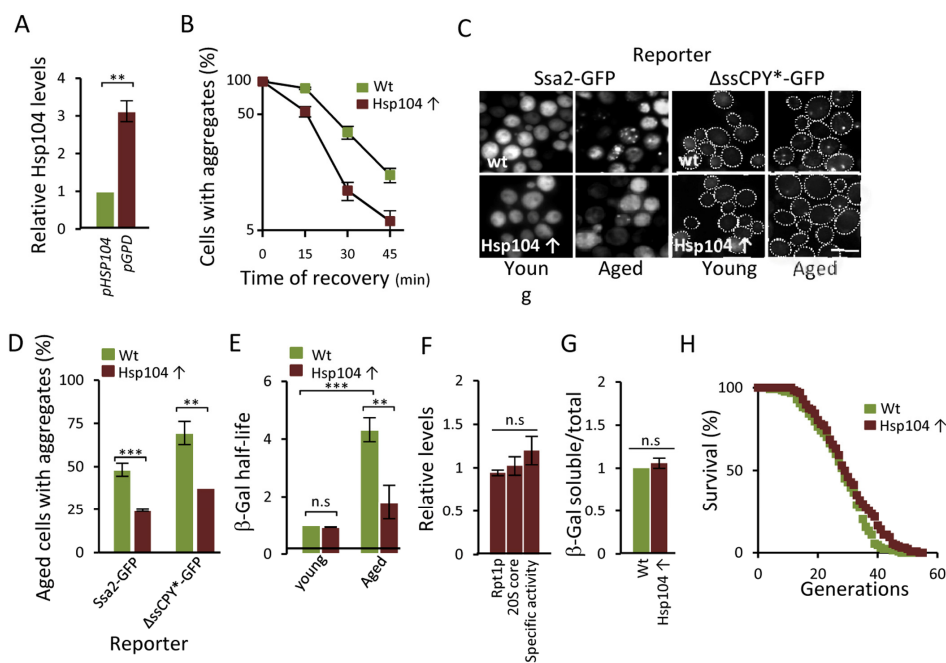 A
Relative Hsp104 levels
4
3
2
1
0
**
pHSP104
pGPD
B
Cells with aggregates (%)
100
50
5
Wt
Hsp104 ↑
0 15 30 45
Time of recovery (min)
C
Reporter
Ssa2-GFP ΔssCPY*-GFP
wt wt
Hsp104 ↑ Hsp104 ↑
Youn
g
Aged Young Aged
D
Aged cells with aggregates (%)
Wt
Hsp104 ↑
75
50
25
0
***
**
Ssa2-GFP
ΔssCPY*-GFP
Reporter
E
β-Gal half-life
Wt
Hsp104 ↑
6
4
2
0
***
**
n.s
young
Aged
F
Relative levels
2
1.5
1
0.5
0
n.s
Rpt1p
20S core
Specific activity
G
β-Gal soluble/total
2
1.5
1
0.5
0
n.s
Wt
Hsp104 ↑
H
Survival (%)
100
50
0
Wt
Hsp104 ↑
0 20 40 60
Generations